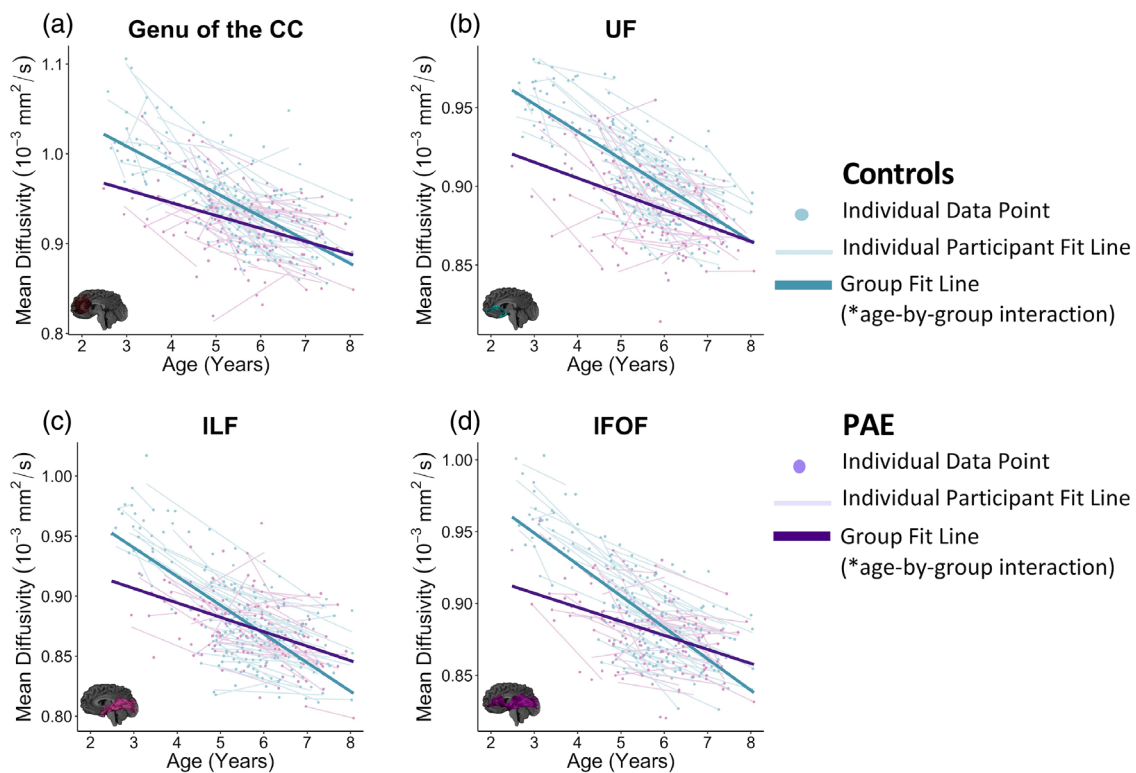 (a) Genu of the CC
Mean Diffusivity (10⁻³ mm²/s)
1.1
1.0
0.9
0.8
2 3 4 5 6 7 8
Age (Years)
(b) UF
Mean Diffusivity (10⁻³ mm²/s)
0.95
0.90
0.85
2 3 4 5 6 7 8
Age (Years)
Controls
Individual Data Point
Individual Participant Fit Line
Group Fit Line
(*age-by-group interaction)
(c) ILF
Mean Diffusivity (10⁻³ mm²/s)
1.00
0.95
0.90
0.85
0.80
2 3 4 5 6 7 8
Age (Years)
(d) IFOF
Mean Diffusivity (10⁻³ mm²/s)
1.00
0.95
0.90
0.85
2 3 4 5 6 7 8
Age (Years)
PAE
Individual Data Point
Individual Participant Fit Line
Group Fit Line
(*age-by-group interaction)